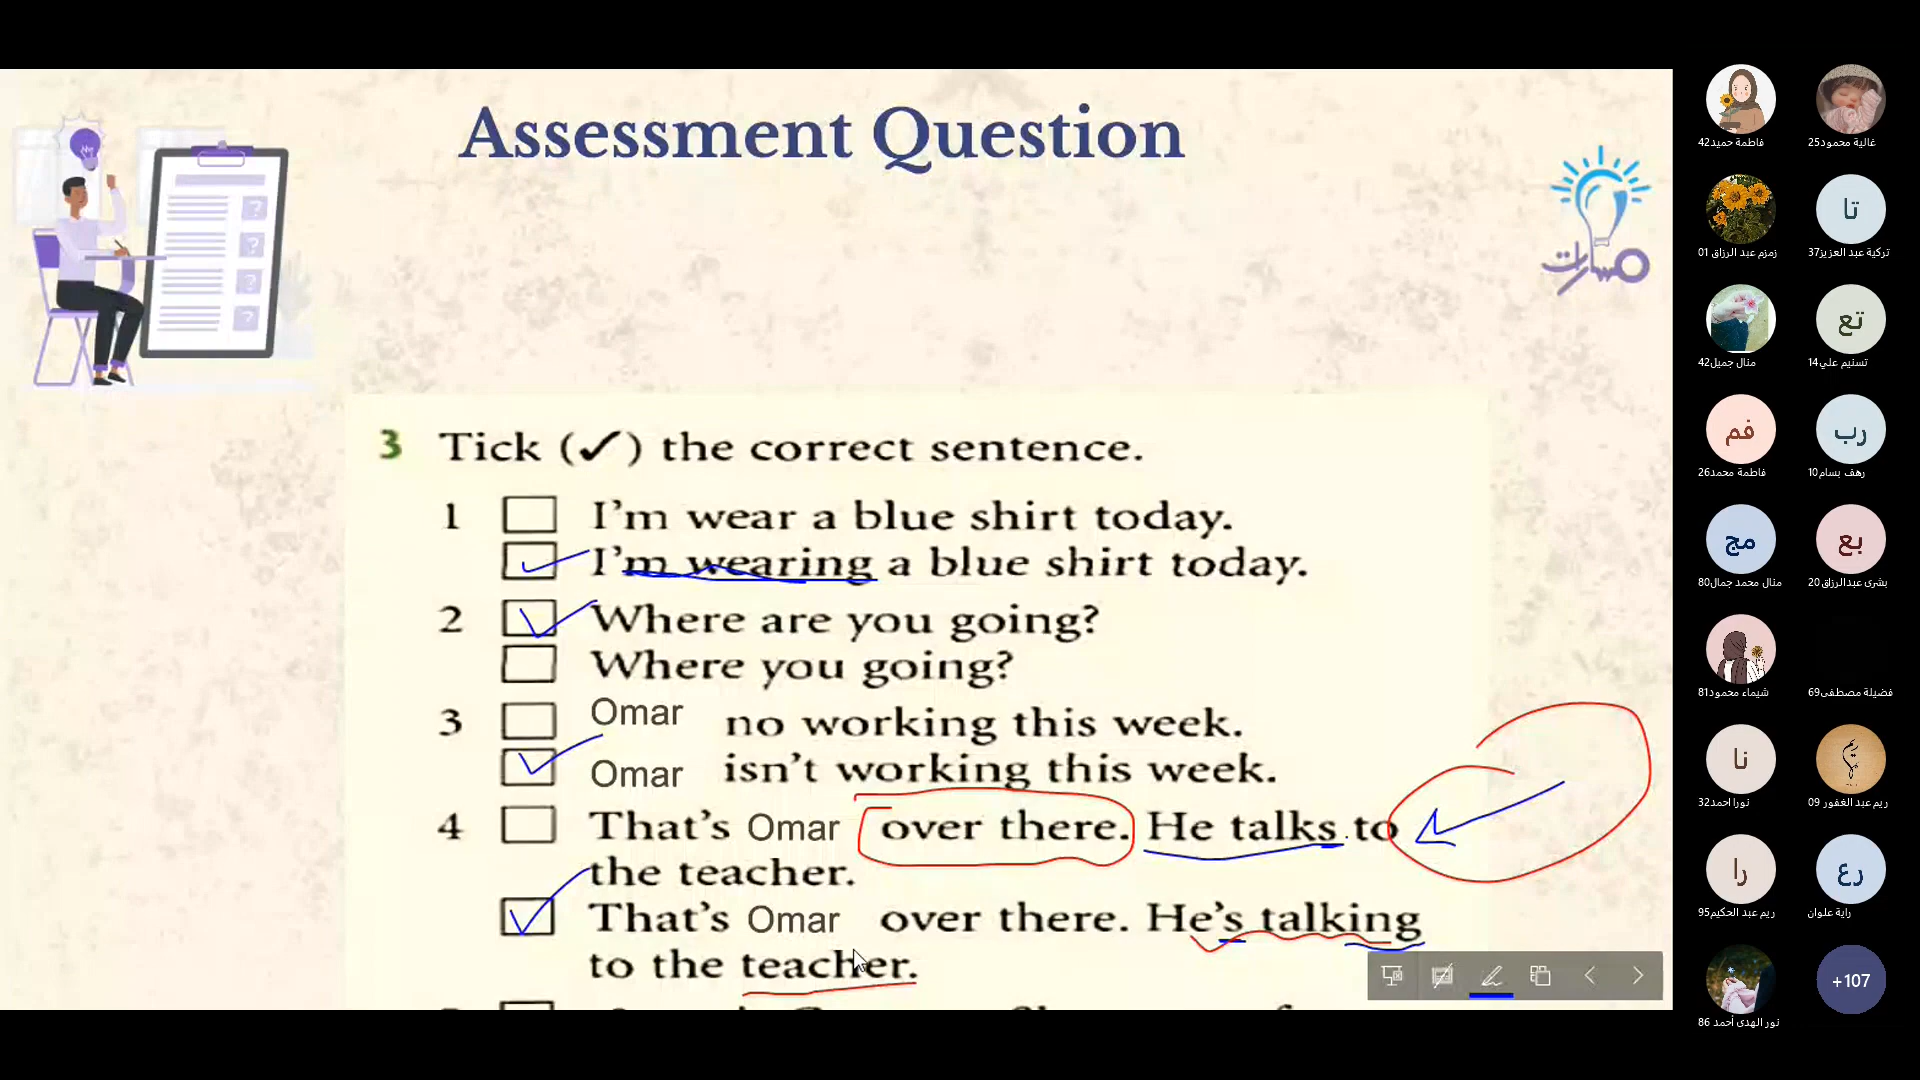 Assessment Question
مسارات
3 Tick (✓) the correct sentence.
1 I'm wear a blue shirt today.
I'm wearing a blue shirt today.
2 Where are you going?
Where you going?
3 Omar no working this week.
Omar isn't working this week.
4 That's Omar over there. He talks to
the teacher.
That's Omar over there. He's talking
to the teacher.
فاطمة حميد42
غالية محمود25
زمزم عبد الرزاق 01
تا
تركية عبد العزيز37
منال جميل42
تع
تسنيم علي14
فم
فاطمة محمد26
رب
رهف بسام10
مج
منال محمد جمال80
بع
بشرى عبدالرزاق20
شيماء محمود81
فضيلة مصطفى69
نا
نورا احمد32
ريم عبد الغفور 09
را
ريم عبد الحكيم95
رع
راية علوان
نور الهدى أحمد 86
+107